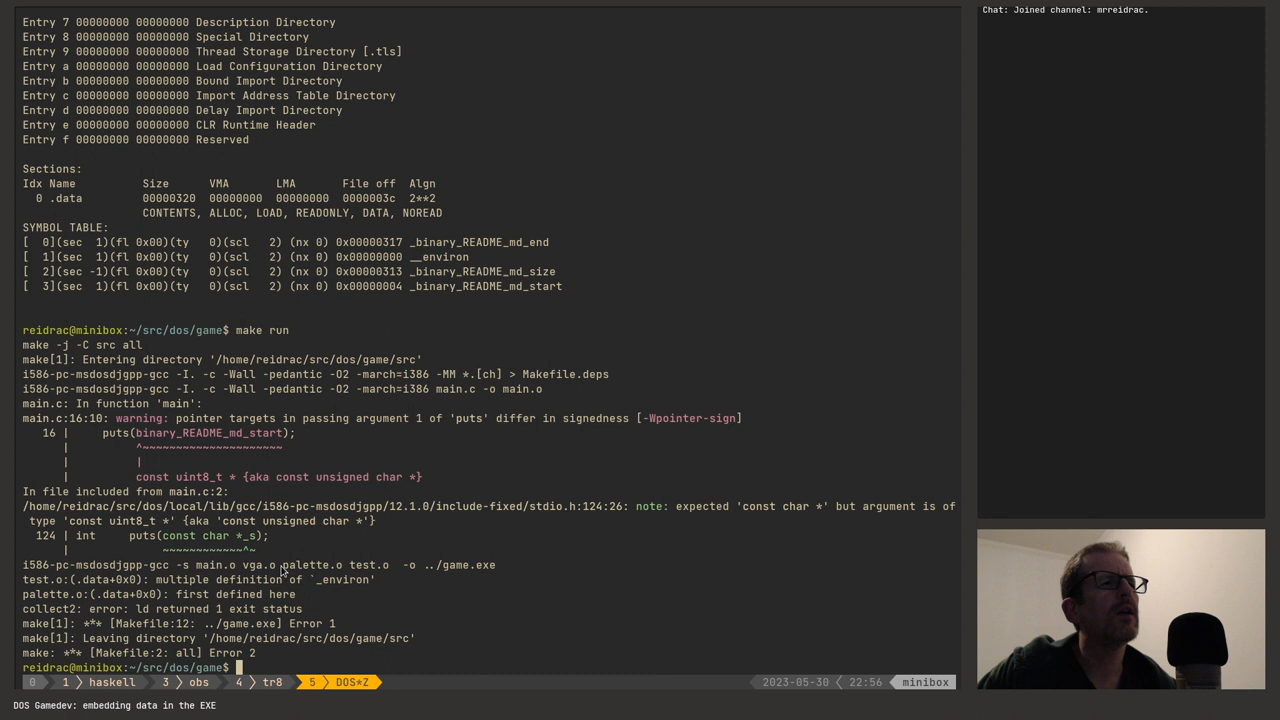 Entry 7 00000000 00000000 Description Directory
Entry 8 00000000 00000000 Special Directory
Entry 9 00000000 00000000 Thread Storage Directory [.tls]
Entry a 00000000 00000000 Load Configuration Directory
Entry b 00000000 00000000 Bound Import Directory
Entry c 00000000 00000000 Import Address Table Directory
Entry d 00000000 00000000 Delay Import Directory
Entry e 00000000 00000000 CLR Runtime Header
Entry f 00000000 00000000 Reserved
Sections:
Idx Name          Size      VMA       LMA       File off  Algn
  0 .data         00000320  00000000  00000000  0000003c  2**2
                  CONTENTS, ALLOC, LOAD, READONLY, DATA, NOREAD
SYMBOL TABLE:
[  0](sec  1)(fl 0x00)(ty   0)(scl   2) (nx 0) 0x00000317 _binary_README_md_end
[  1](sec  1)(fl 0x00)(ty   0)(scl   2) (nx 0) 0x00000000 __environ
[  2](sec -1)(fl 0x00)(ty   0)(scl   2) (nx 0) 0x00000313 _binary_README_md_size
[  3](sec  1)(fl 0x00)(ty   0)(scl   2) (nx 0) 0x00000004 _binary_README_md_start
reidrac@minibox:~/src/dos/game$ make run
make -j -C src all
make[1]: Entering directory '/home/reidrac/src/dos/game/src'
i586-pc-msdosdjgpp-gcc -I. -c -Wall -pedantic -O2 -march=i386 -MM *.[ch] > Makefile.deps
i586-pc-msdosdjgpp-gcc -I. -c -Wall -pedantic -O2 -march=i386 main.c -o main.o
main.c: In function 'main':
main.c:16:10: warning: pointer targets in passing argument 1 of 'puts' differ in signedness [-Wpointer-sign]
   16 |     puts(binary_README_md_start);
      |          ^~~~~~~~~~~~~~~~~~~~~~
      |          |
      |          const uint8_t * {aka const unsigned char *}
In file included from main.c:2:
/home/reidrac/src/dos/local/lib/gcc/i586-pc-msdosdjgpp/12.1.0/include-fixed/stdio.h:124:26: note: expected 'const char *' but argument is of
 type 'const uint8_t *' {aka 'const unsigned char *'}
  124 | int     puts(const char *_s);
      |              ~~~~~~~~~~~~^~
i586-pc-msdosdjgpp-gcc -s main.o vga.o palette.o test.o  -o ../game.exe
test.o:(.data+0x0): multiple definition of `_environ'
palette.o:(.data+0x0): first defined here
collect2: error: ld returned 1 exit status
make[1]: *** [Makefile:12: ../game.exe] Error 1
make[1]: Leaving directory '/home/reidrac/src/dos/game/src'
make: *** [Makefile:2: all] Error 2
reidrac@minibox:~/src/dos/game$
0 1 haskell 3 obs 4 tr8 5 DOS*Z 2023-05-30 22:56 minibox
DOS Gamedev: embedding data in the EXE
Chat: Joined channel: mrreidrac.